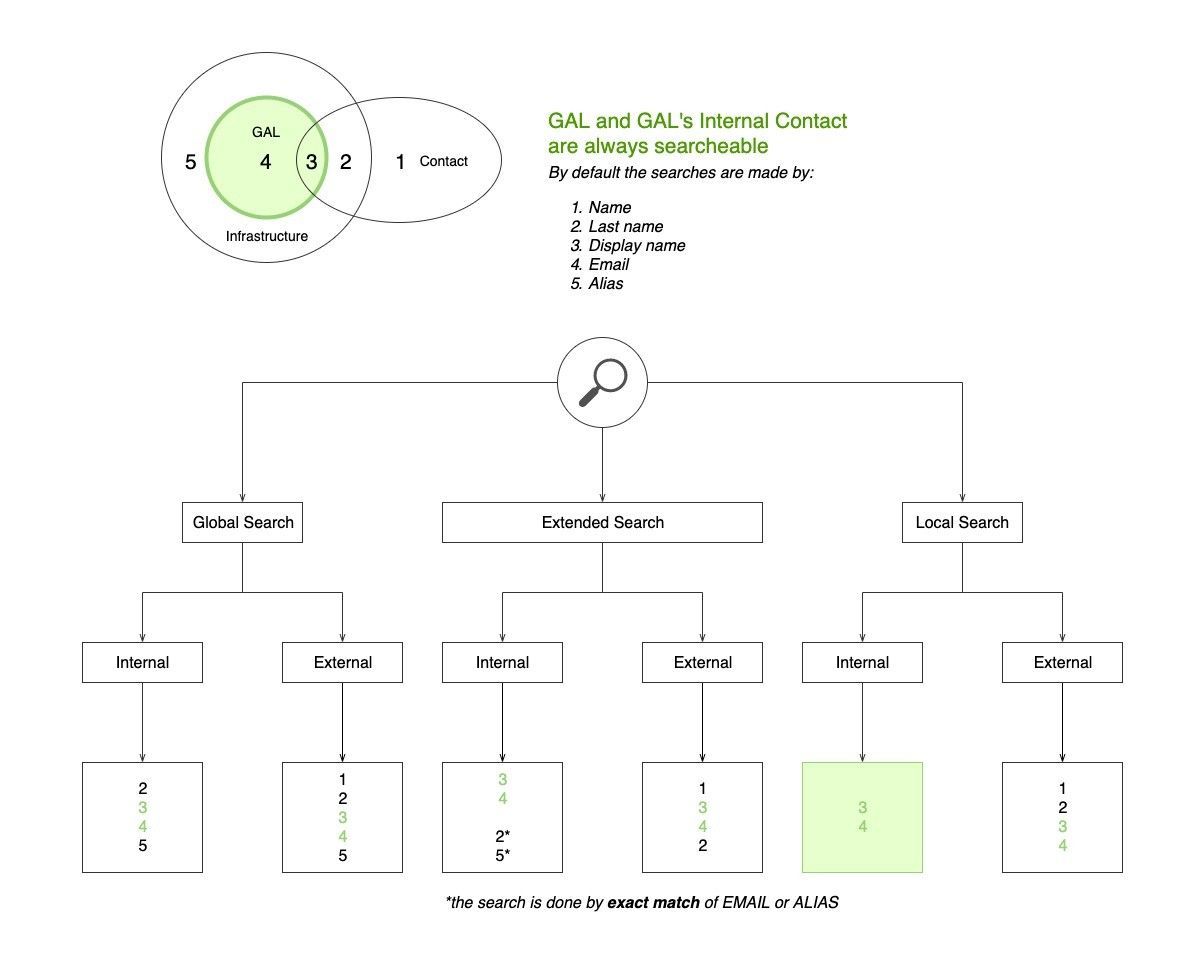 GAL
5 4 3 2 1 Contact
Infrastructure
GAL and GAL's Internal Contact
are always searcheable
By default the searches are made by:
1. Name
2. Last name
3. Display name
4. Email
5. Alias
Global Search
Extended Search
Local Search
Internal
External
Internal
External
Internal
External
2
3
4
5
1
2
3
4
5
3
4
2*
5*
1
3
4
2
3
4
1
2
3
4
*the search is done by exact match of EMAIL or ALIAS